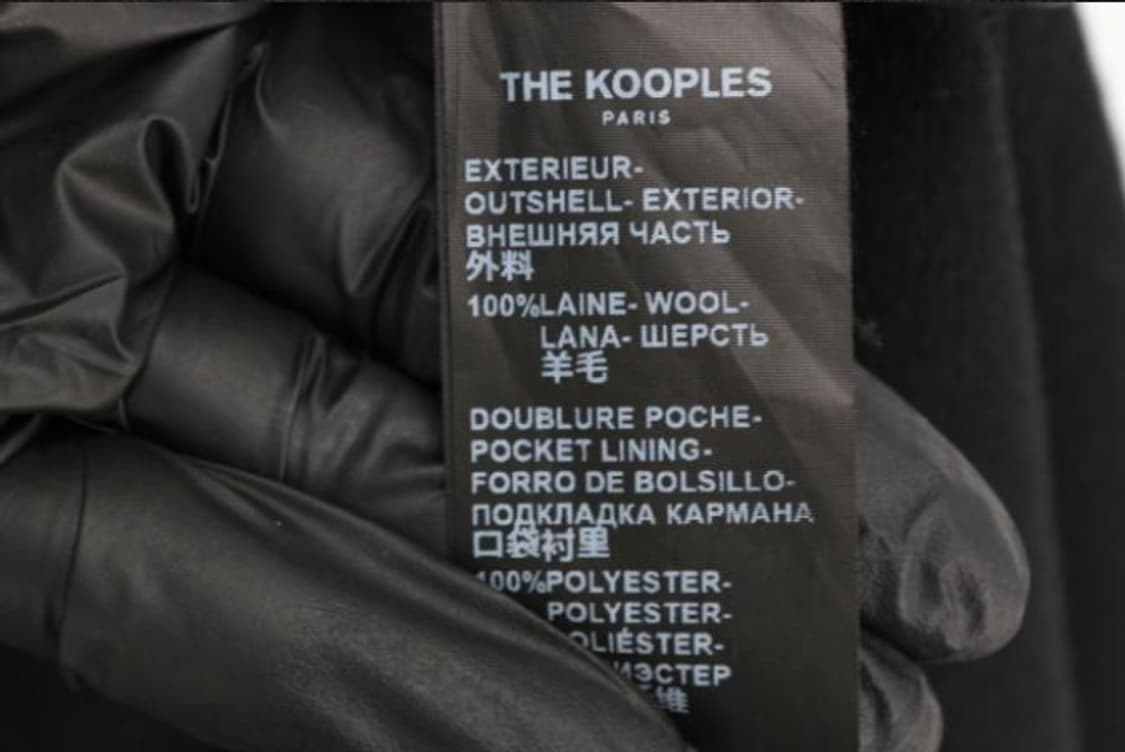 THE KOOPLES
PARIS
EXTERIEUR-
OUTSHELL- EXTERIOR-
ВНЕШНЯЯ ЧАСТЬ
外料
100%LAINE- WOOL-
LANA- ШЕРСТЬ
羊毛
DOUBLURE POCHE-
POCKET LINING-
FORRO DE BOLSILLO-
ПОДКЛАДКА КАРМАНА
口袋衬里
100%POLYESTER-
POLYESTER-